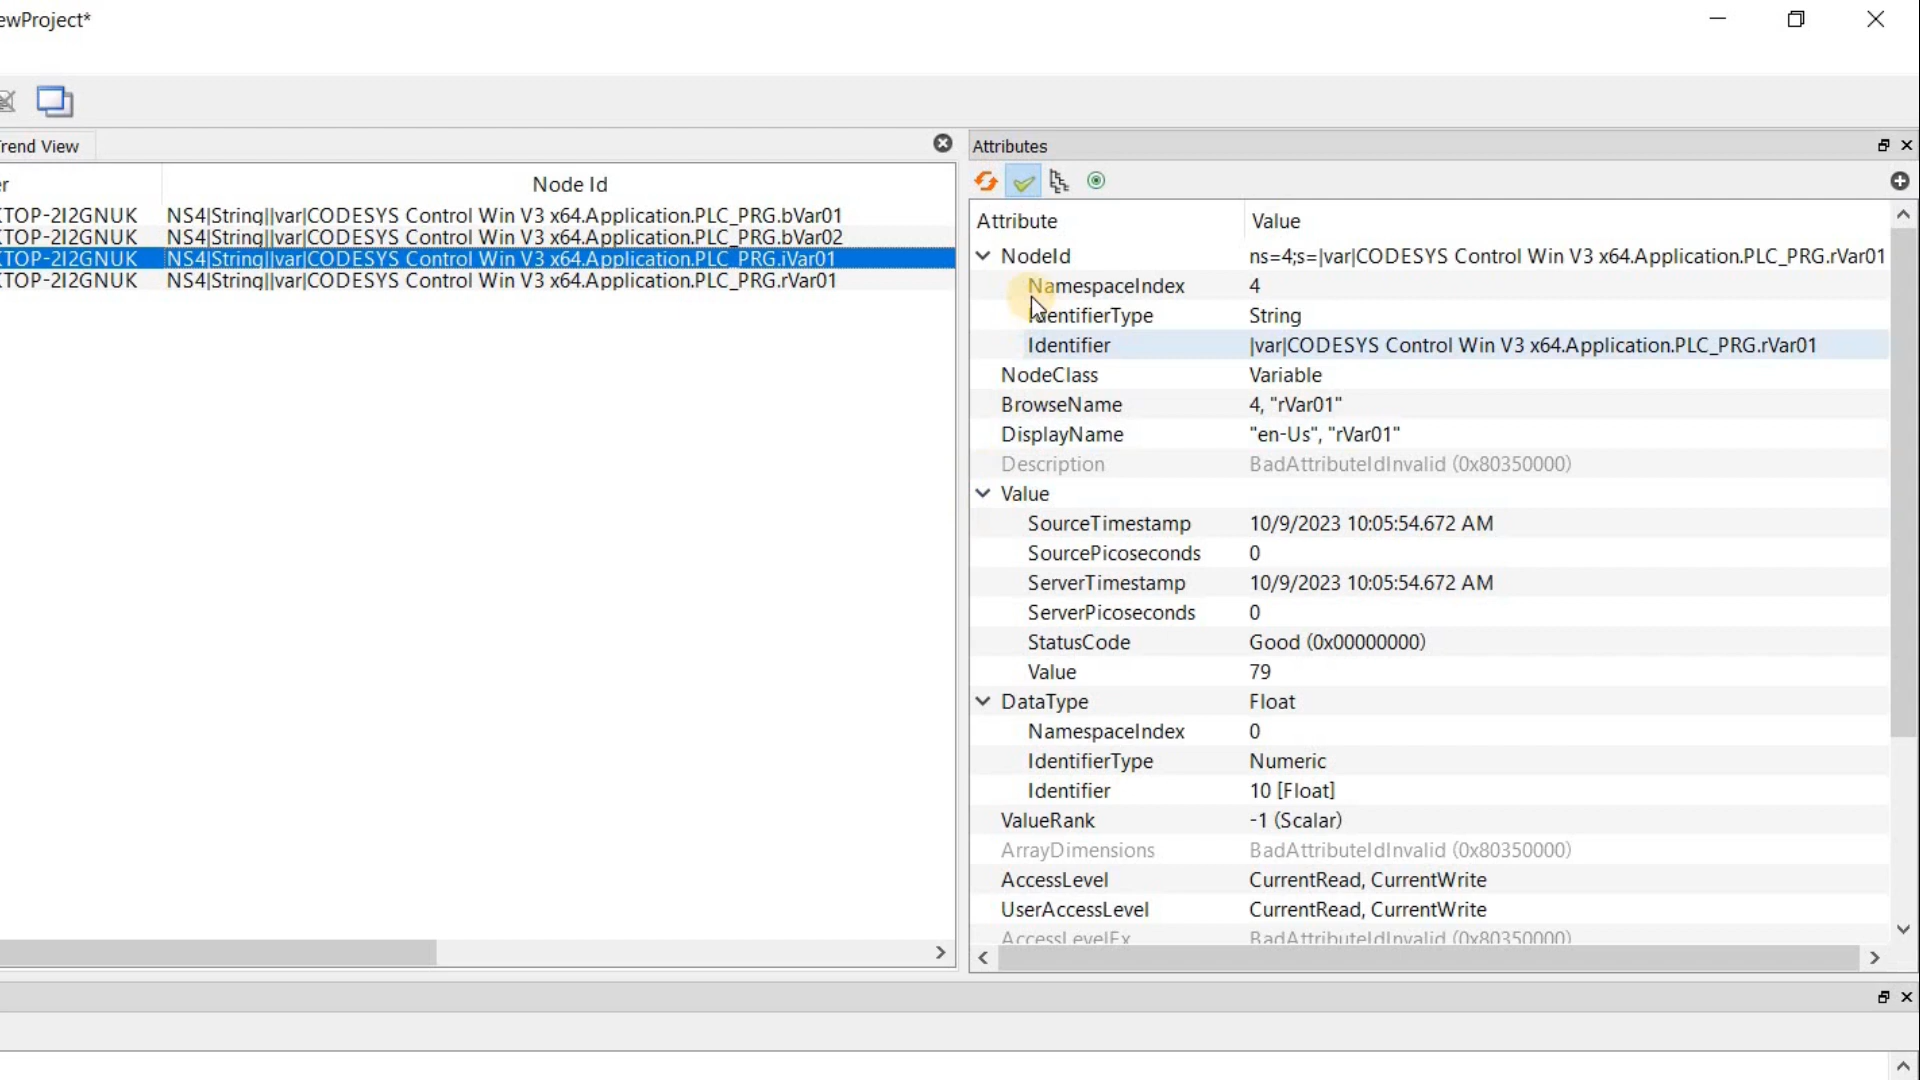 ewProject*
Trend View
er
Node Id
KTOP-2I2GNUK NS4|String||var|CODESYS Control Win V3 x64.Application.PLC_PRG.bVar01
KTOP-2I2GNUK NS4|String||var|CODESYS Control Win V3 x64.Application.PLC_PRG.bVar02
KTOP-2I2GNUK NS4|String||var|CODESYS Control Win V3 x64.Application.PLC_PRG.iVar01
KTOP-2I2GNUK NS4|String||var|CODESYS Control Win V3 x64.Application.PLC_PRG.rVar01
Attributes
Attribute Value
NodeId ns=4;s=|var|CODESYS Control Win V3 x64.Application.PLC_PRG.rVar01
NamespaceIndex 4
IdentifierType String
Identifier |var|CODESYS Control Win V3 x64.Application.PLC_PRG.rVar01
NodeClass Variable
BrowseName 4, "rVar01"
DisplayName "en-Us", "rVar01"
Description BadAttributeIdInvalid (0x80350000)
Value
SourceTimestamp 10/9/2023 10:05:54.672 AM
SourcePicoseconds 0
ServerTimestamp 10/9/2023 10:05:54.672 AM
ServerPicoseconds 0
StatusCode Good (0x00000000)
Value 79
DataType Float
NamespaceIndex 0
IdentifierType Numeric
Identifier 10 [Float]
ValueRank -1 (Scalar)
ArrayDimensions BadAttributeIdInvalid (0x80350000)
AccessLevel CurrentRead, CurrentWrite
UserAccessLevel CurrentRead, CurrentWrite
AccessLevelEx BadAttributeIdInvalid (0x80350000)